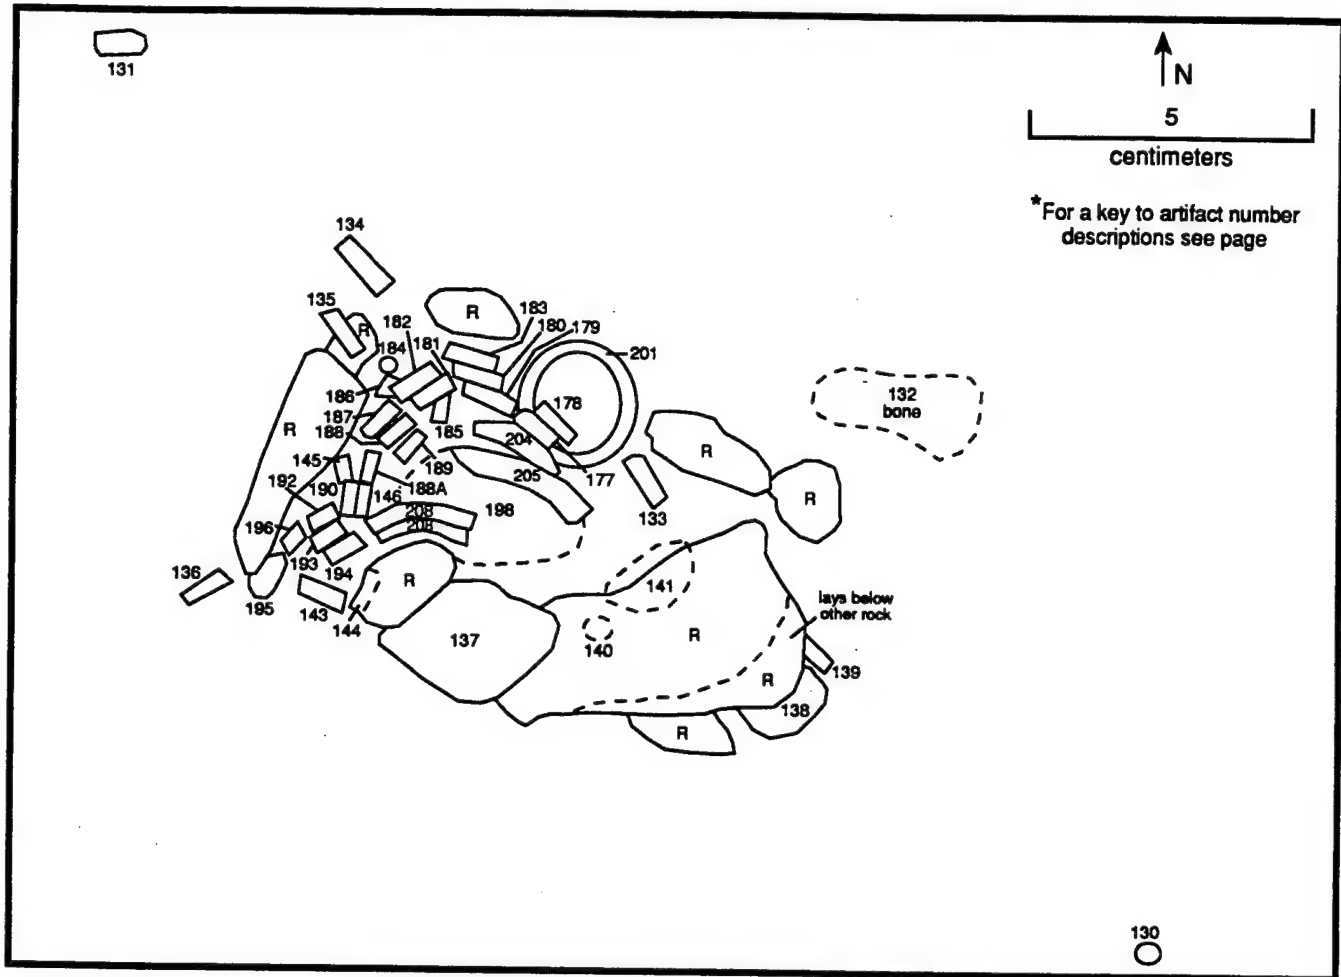 131
N
5
centimeters
*For a key to artifact number
descriptions see page
134
135
R
R
182
183
180
179
184
181
201
186
178
132
bone
187
185
204
188
R
189
205
177
R
145
188A
192
190
146
198
133
R
208
208
196
193
194
136
R
141
195
143
144
lays below
other rock
137
140
R
139
R
138
R
130